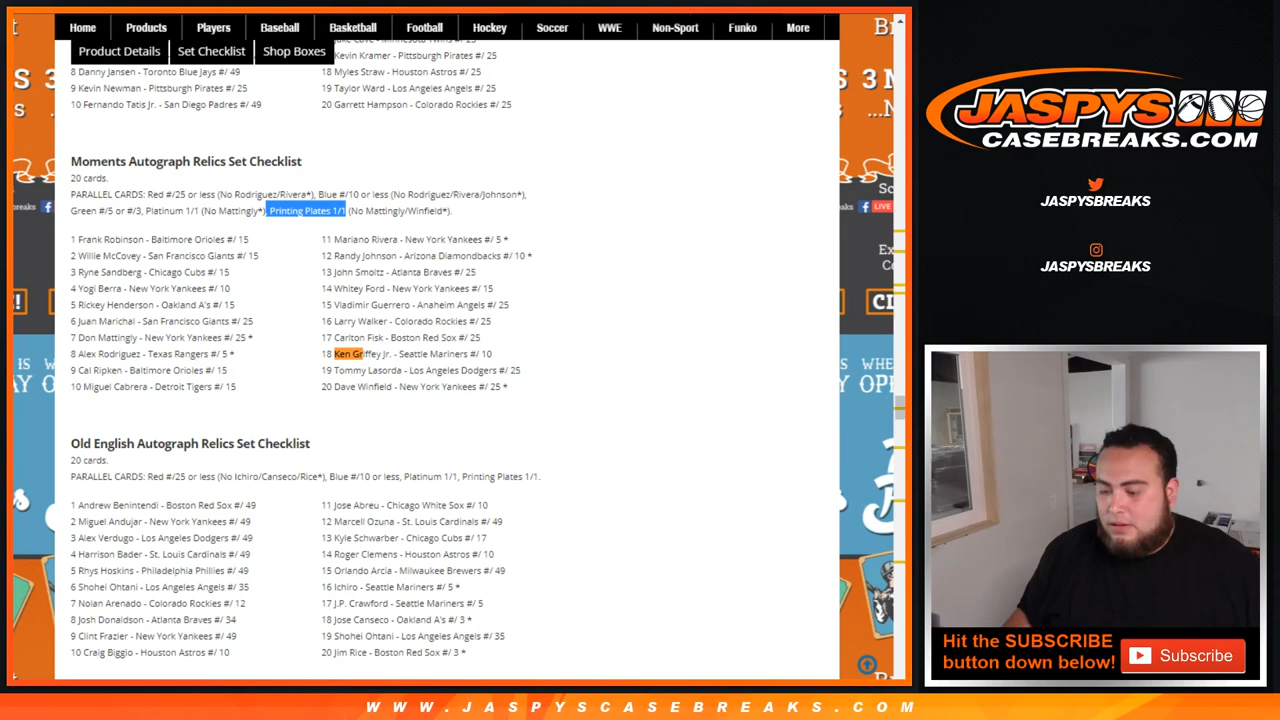 Home Products Players Baseball Basketball Football Hockey Soccer WWE Non-Sport Funko More
Product Details Set Checklist Shop Boxes
Kevin Kramer - Pittsburgh Pirates #/ 25
8 Danny Jansen - Toronto Blue Jays #/ 49
18 Myles Straw - Houston Astros #/ 25
9 Kevin Newman - Pittsburgh Pirates #/ 25
19 Taylor Ward - Los Angeles Angels #/ 25
10 Fernando Tatis Jr. - San Diego Padres #/ 49
20 Garrett Hampson - Colorado Rockies #/ 25
Moments Autograph Relics Set Checklist
20 cards.
PARALLEL CARDS: Red #/25 or less (No Rodriguez/Rivera*), Blue #/10 or less (No Rodriguez/Rivera/Johnson*),
Green #/5 or #/3, Platinum 1/1 (No Mattingly*), Printing Plates 1/1 (No Mattingly/Winfield*).
1 Frank Robinson - Baltimore Orioles #/ 15
2 Willie McCovey - San Francisco Giants #/ 15
3 Ryne Sandberg - Chicago Cubs #/ 15
4 Yogi Berra - New York Yankees #/ 10
5 Rickey Henderson - Oakland A's #/ 15
6 Juan Marichal - San Francisco Giants #/ 25
7 Don Mattingly - New York Yankees #/ 25 *
8 Alex Rodriguez - Texas Rangers #/ 5 *
9 Cal Ripken - Baltimore Orioles #/ 15
10 Miguel Cabrera - Detroit Tigers #/ 15
11 Mariano Rivera - New York Yankees #/ 5 *
12 Randy Johnson - Arizona Diamondbacks #/ 10 *
13 John Smoltz - Atlanta Braves #/ 25
14 Whitey Ford - New York Yankees #/ 15
15 Vladimir Guerrero - Anaheim Angels #/ 25
16 Larry Walker - Colorado Rockies #/ 25
17 Carlton Fisk - Boston Red Sox #/ 25
18 Ken Griffey Jr. - Seattle Mariners #/ 10
19 Tommy Lasorda - Los Angeles Dodgers #/ 25
20 Dave Winfield - New York Yankees #/ 25 *
Old English Autograph Relics Set Checklist
20 cards.
PARALLEL CARDS: Red #/25 or less (No Ichiro/Canseco/Rice*), Blue #/10 or less, Platinum 1/1, Printing Plates 1/1.
1 Andrew Benintendi - Boston Red Sox #/ 49
2 Miguel Andujar - New York Yankees #/ 49
3 Alex Verdugo - Los Angeles Dodgers #/ 49
4 Harrison Bader - St. Louis Cardinals #/ 49
5 Rhys Hoskins - Philadelphia Phillies #/ 49
6 Shohei Ohtani - Los Angeles Angels #/ 35
7 Nolan Arenado - Colorado Rockies #/ 12
8 Josh Donaldson - Atlanta Braves #/ 34
9 Clint Frazier - New York Yankees #/ 49
10 Craig Biggio - Houston Astros #/ 10
11 Jose Abreu - Chicago White Sox #/ 10
12 Marcell Ozuna - St. Louis Cardinals #/ 49
13 Kyle Schwarber - Chicago Cubs #/ 17
14 Roger Clemens - Houston Astros #/ 10
15 Orlando Arcia - Milwaukee Brewers #/ 49
16 Ichiro - Seattle Mariners #/ 5 *
17 J.P. Crawford - Seattle Mariners #/ 5
18 Jose Canseco - Oakland A's #/ 3 *
19 Shohei Ohtani - Los Angeles Angels #/ 35
20 Jim Rice - Boston Red Sox #/ 3 *
LIVE
JASPYS
CASEBREAKS.COM
JASPYSBREAKS
JASPYSBREAKS
Hit the SUBSCRIBE
button down below!
Subscribe
WWW.JASPYSCASEBREAKS.COM